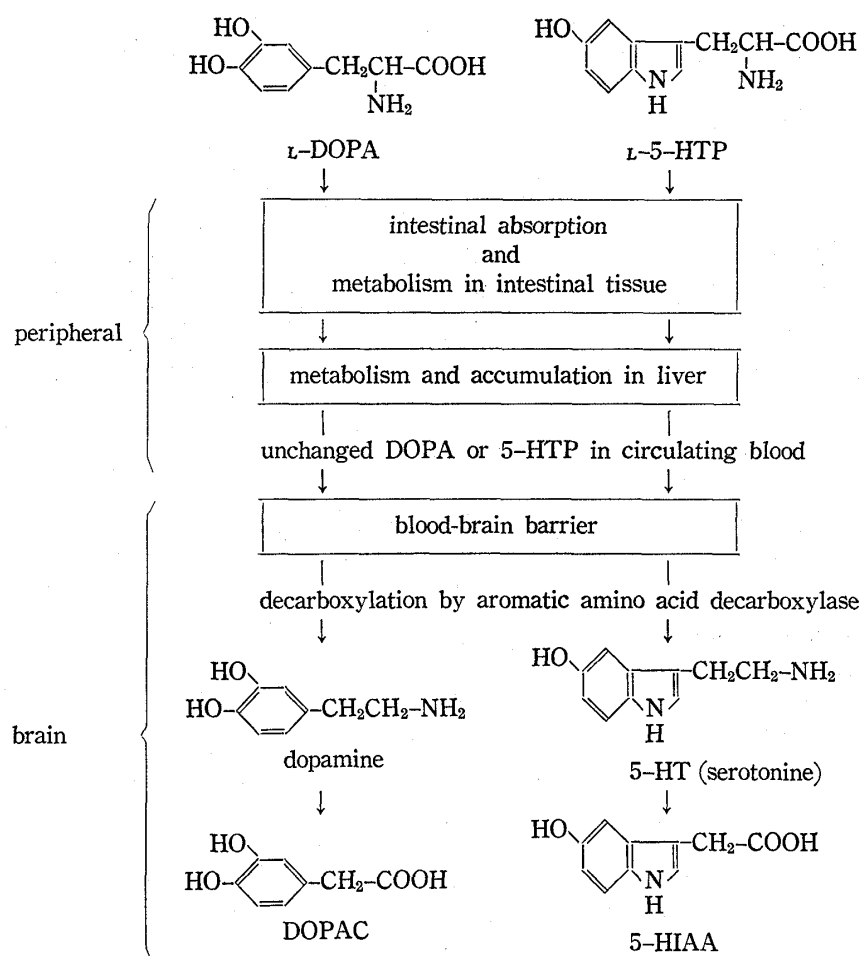 HO
HO- -CH₂CH-COOH
NH₂
L-DOPA
HO
-CH₂CH-COOH
N
H
NH₂
L-5-HTP
peripheral
intestinal absorption
and
metabolism in intestinal tissue
metabolism and accumulation in liver
unchanged DOPA or 5-HTP in circulating blood
brain
blood-brain barrier
decarboxylation by aromatic amino acid decarboxylase
HO
HO- -CH₂CH₂-NH₂
dopamine
HO
-CH₂CH₂-NH₂
N
H
5-HT (serotonine)
HO
HO- -CH₂-COOH
DOPAC
HO
-CH₂-COOH
N
H
5-HIAA